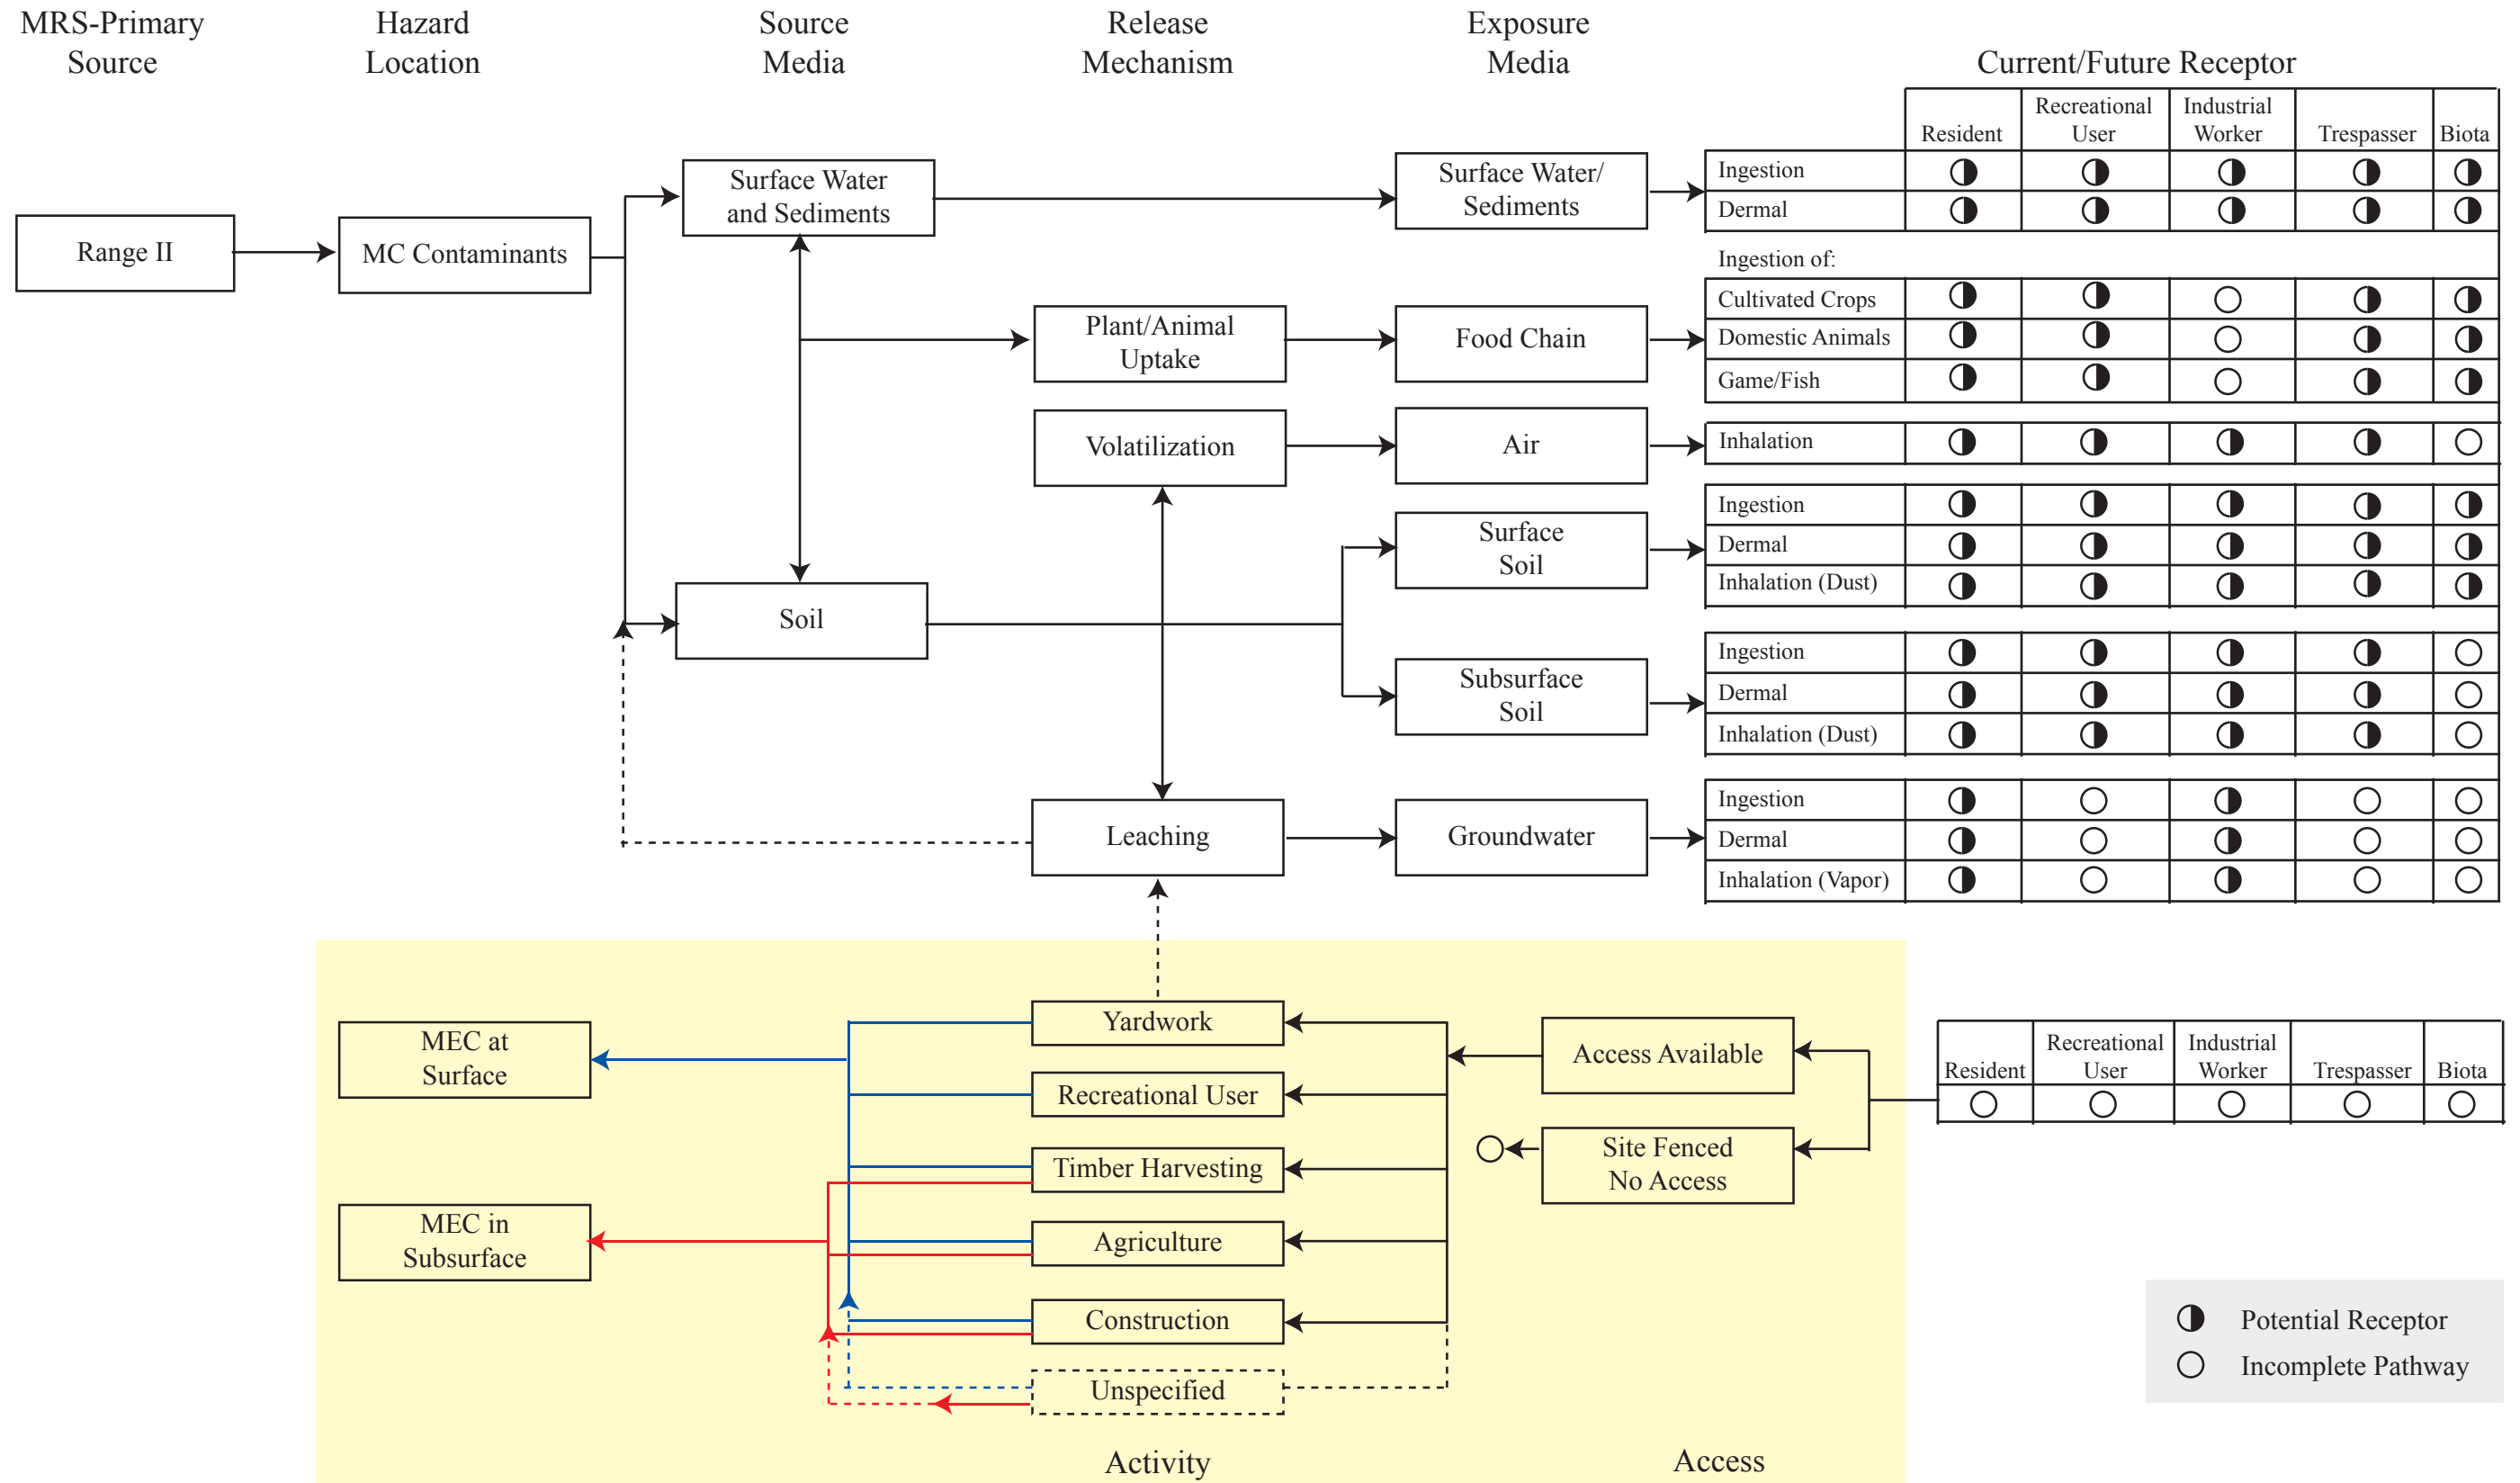 MRS-Primary
Source
Hazard
Location
Source
Media
Release
Mechanism
Exposure
Media
Current/Future Receptor
Resident
Recreational
User
Industrial
Worker
Trespasser
Biota
Range II
MC Contaminants
Surface Water
and Sediments
Surface Water/
Sediments
Ingestion
Dermal
Ingestion of:
Plant/Animal
Uptake
Food Chain
Cultivated Crops
Domestic Animals
Game/Fish
Volatilization
Air
Inhalation
Soil
Surface
Soil
Ingestion
Dermal
Inhalation (Dust)
Subsurface
Soil
Ingestion
Dermal
Inhalation (Dust)
Leaching
Groundwater
Ingestion
Dermal
Inhalation (Vapor)
MEC at
Surface
MEC in
Subsurface
Yardwork
Recreational User
Timber Harvesting
Agriculture
Construction
Unspecified
Activity
Access Available
Site Fenced
No Access
Access
Resident
Recreational
User
Industrial
Worker
Trespasser
Biota
Potential Receptor
Incomplete Pathway